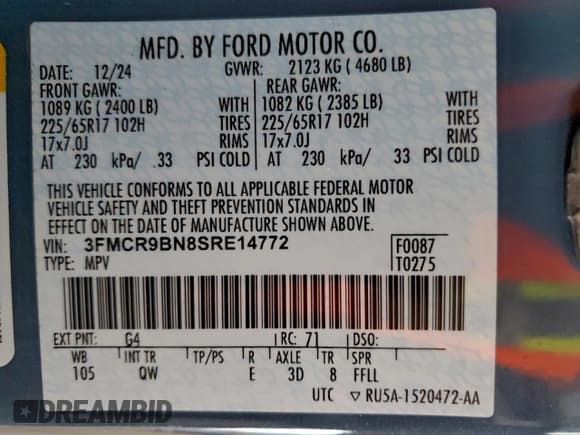 MFD. BY FORD MOTOR CO.
DATE: 12/24 GVWR: 2123 KG ( 4680 LB)
FRONT GAWR: REAR GAWR:
1089 KG ( 2400 LB) WITH 1082 KG ( 2385 LB) WITH
225/65R17 102H TIRES 225/65R17 102H TIRES
17x7.0J RIMS 17x7.0J RIMS
AT 230 kPa/ 33 PSI COLD AT 230 kPa/ 33 PSI COLD
THIS VEHICLE CONFORMS TO ALL APPLICABLE FEDERAL MOTOR
VEHICLE SAFETY AND THEFT PREVENTION STANDARDS IN
EFFECT ON THE DATE OF MANUFACTURE SHOWN ABOVE.
VIN: 3FMCR9BN8SRE14772 F0087
TYPE: MPV T0275
EXT PNT: G4 RC: 71 DSO:
WB INT TR TP/PS R AXLE TR SPR
105 QW E 3D 8 FFLL
UTC ▽ RU5A-1520472-AA
DREAMBID